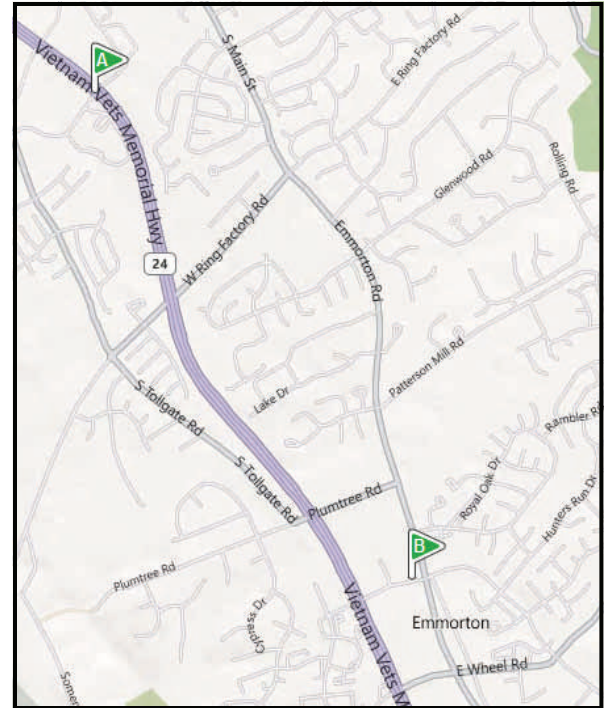 S Main St
E Ring Factory Rd
A
Vietnam Vets Memorial Hwy
Rolling Rd
Glenwood Rd
W Ring Factory Rd
Emmorton Rd
24
Patterson Mill Rd
Lake Dr
S Tollgate Rd
Rambler Rd
Royal Oak Dr
S Tollgate Rd
Plumtree Rd
Hunters Run Dr
B
Plumtree Rd
Cypress Dr
Vietnam Vets M
Emmorton
E Wheel Rd
Somer